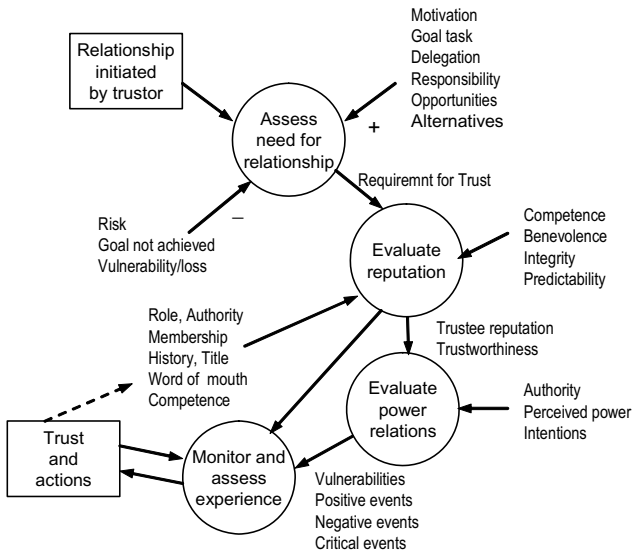 Relationship
initiated
by trustor
Motivation
Goal task
Delegation
Responsibility
Opportunities
Alternatives
+
Assess
need for
relationship
Requiremnt for Trust
–
Risk
Goal not achieved
Vulnerability/loss
Evaluate
reputation
Competence
Benevolence
Integrity
Predictability
Role, Authority
Membership
History, Title
Word of mouth
Competence
Trustee reputation
Trustworthiness
Evaluate
power
relations
Authority
Perceived power
Intentions
Trust
and
actions
Monitor and
assess
experience
Vulnerabilities
Positive events
Negative events
Critical events